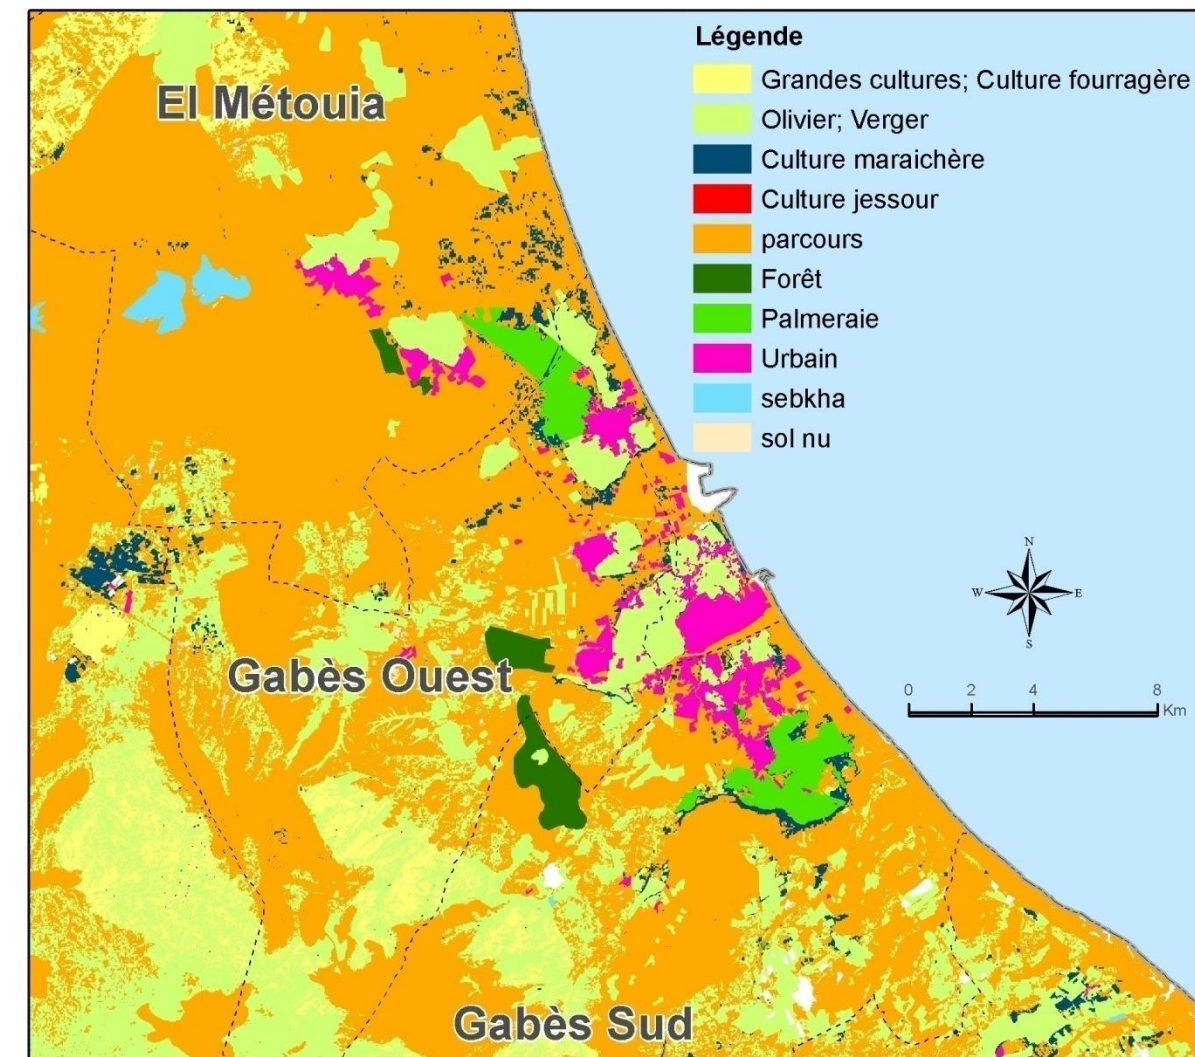 Légende
Grandes cultures; Culture fourragère
Olivier; Verger
Culture maraichère
Culture jessour
parcours
Forêt
Palmeraie
Urbain
sebkha
sol nu
El Métouia
N
W
E
S
0 2 4 8
Km
Gabès Ouest
Gabès Sud